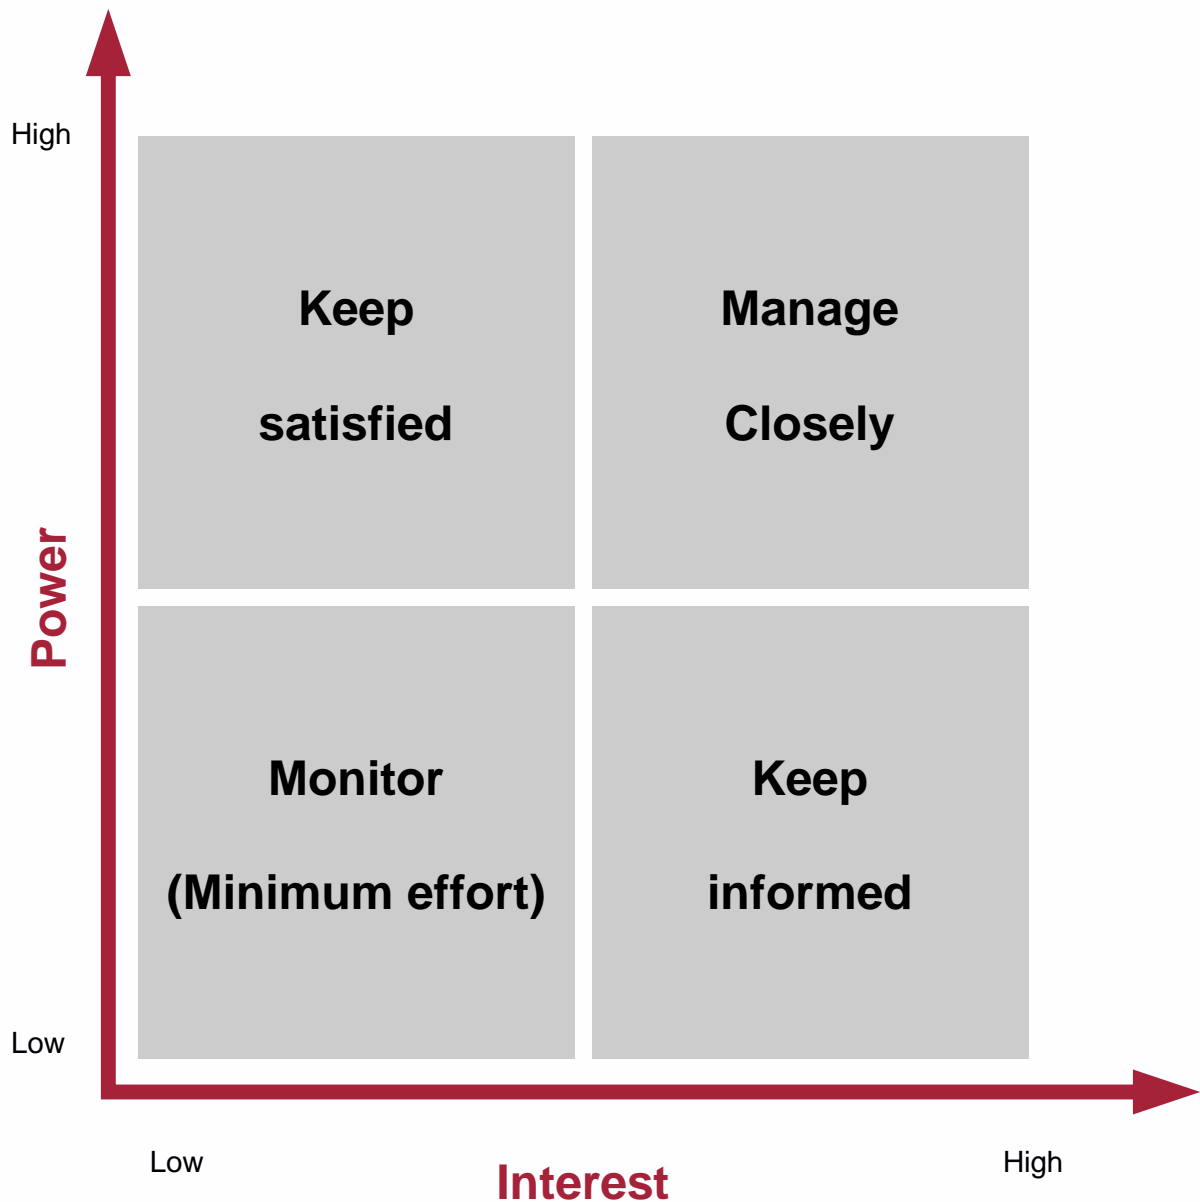 High
Keep
satisfied
Manage
Closely
Power
Monitor
(Minimum effort)
Keep
informed
Low
Low
Interest
High